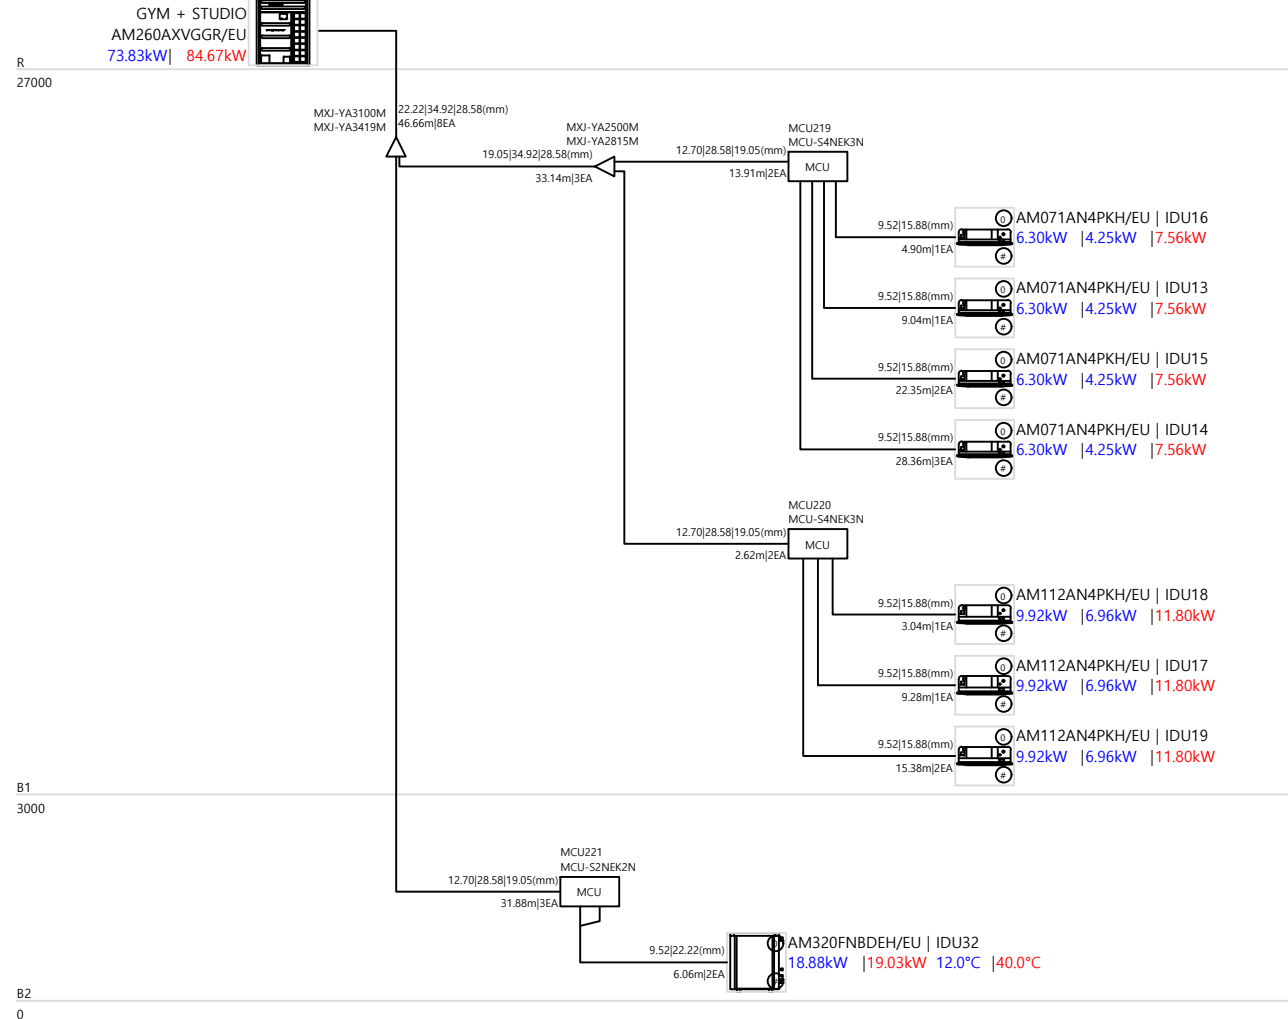 GYM + STUDIO
AM260AXVGGR/EU
73.83kW| 84.67kW
R
27000
MXJ-YA3100M
MXJ-YA3419M
22.22|34.92|28.58(mm)
46.66m|8EA
MXJ-YA2500M
MXJ-YA2815M
19.05|34.92|28.58(mm)
33.14m|3EA
MCU219
MCU-S4NEK3N
12.70|28.58|19.05(mm)
13.91m|2EA
MCU
9.52|15.88(mm)
4.90m|1EA
0
#
AM071AN4PKH/EU | IDU16
6.30kW |4.25kW |7.56kW
9.52|15.88(mm)
9.04m|1EA
0
#
AM071AN4PKH/EU | IDU13
6.30kW |4.25kW |7.56kW
9.52|15.88(mm)
22.35m|2EA
0
#
AM071AN4PKH/EU | IDU15
6.30kW |4.25kW |7.56kW
9.52|15.88(mm)
28.36m|3EA
0
#
AM071AN4PKH/EU | IDU14
6.30kW |4.25kW |7.56kW
MCU220
MCU-S4NEK3N
12.70|28.58|19.05(mm)
2.62m|2EA
MCU
9.52|15.88(mm)
3.04m|1EA
0
#
AM112AN4PKH/EU | IDU18
9.92kW |6.96kW |11.80kW
9.52|15.88(mm)
9.28m|1EA
0
#
AM112AN4PKH/EU | IDU17
9.92kW |6.96kW |11.80kW
9.52|15.88(mm)
15.38m|2EA
0
#
AM112AN4PKH/EU | IDU19
9.92kW |6.96kW |11.80kW
B1
3000
MCU221
MCU-S2NEK2N
12.70|28.58|19.05(mm)
31.88m|3EA
MCU
9.52|22.22(mm)
6.06m|2EA
AM320FNBDEH/EU | IDU32
18.88kW |19.03kW 12.0°C |40.0°C
B2
0